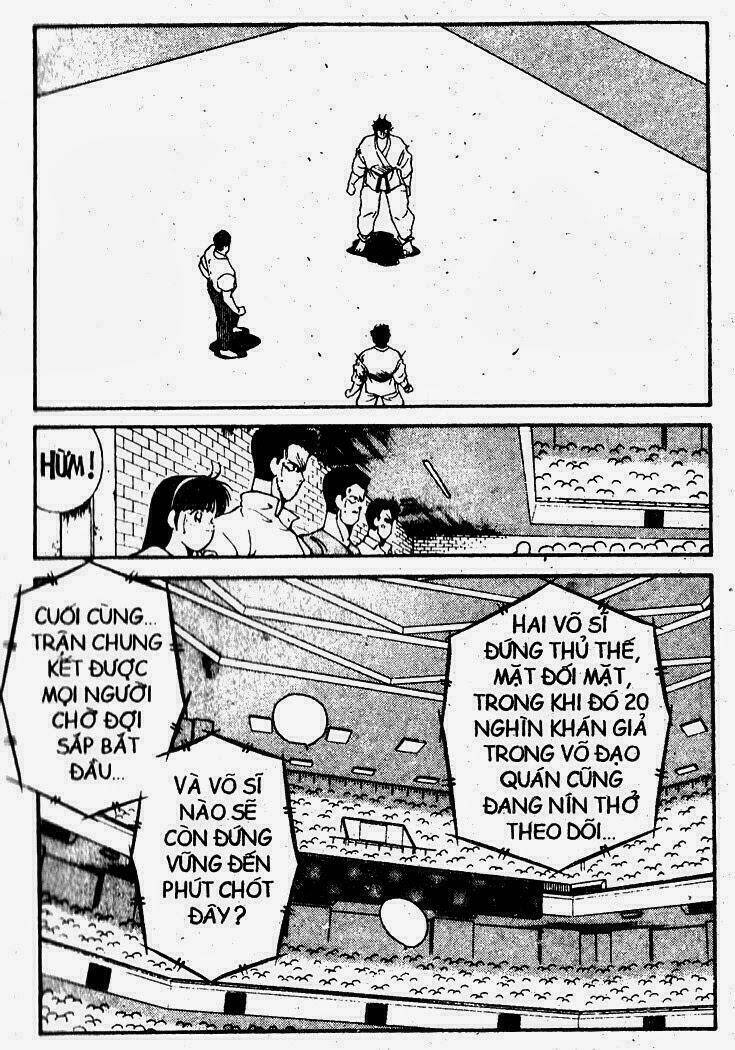 HỪM!
HAI VÕ SĨ
ĐỨNG THỦ THẾ,
MẶT ĐỐI MẶT,
TRONG KHI ĐÓ 20
NGHÌN KHÁN GIẢ
TRONG VÕ ĐẠO
QUÁN CŨNG
ĐANG NÍN THỞ
THEO DÕI...
CUỐI CÙNG...
TRẬN CHUNG
KẾT ĐƯỢC
MỌI NGƯỜI
CHỜ ĐỢI
SẮP BẮT
ĐẦU...
VÀ VÕ SĨ
NÀO SẼ
CÒN ĐỨNG
VỮNG ĐẾN
PHÚT CHÓT
ĐÂY?